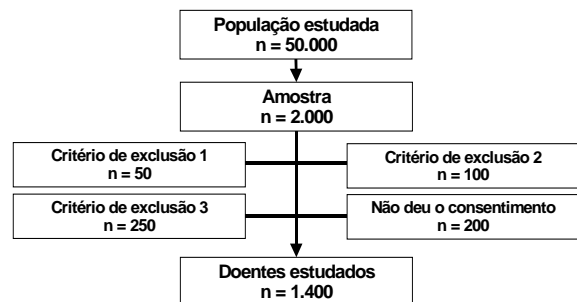 População estudada
n = 50.000
Amostra
n = 2.000
Critério de exclusão 1
n = 50
Critério de exclusão 2
n = 100
Critério de exclusão 3
n = 250
Não deu o consentimento
n = 200
Doentes estudados
n = 1.400